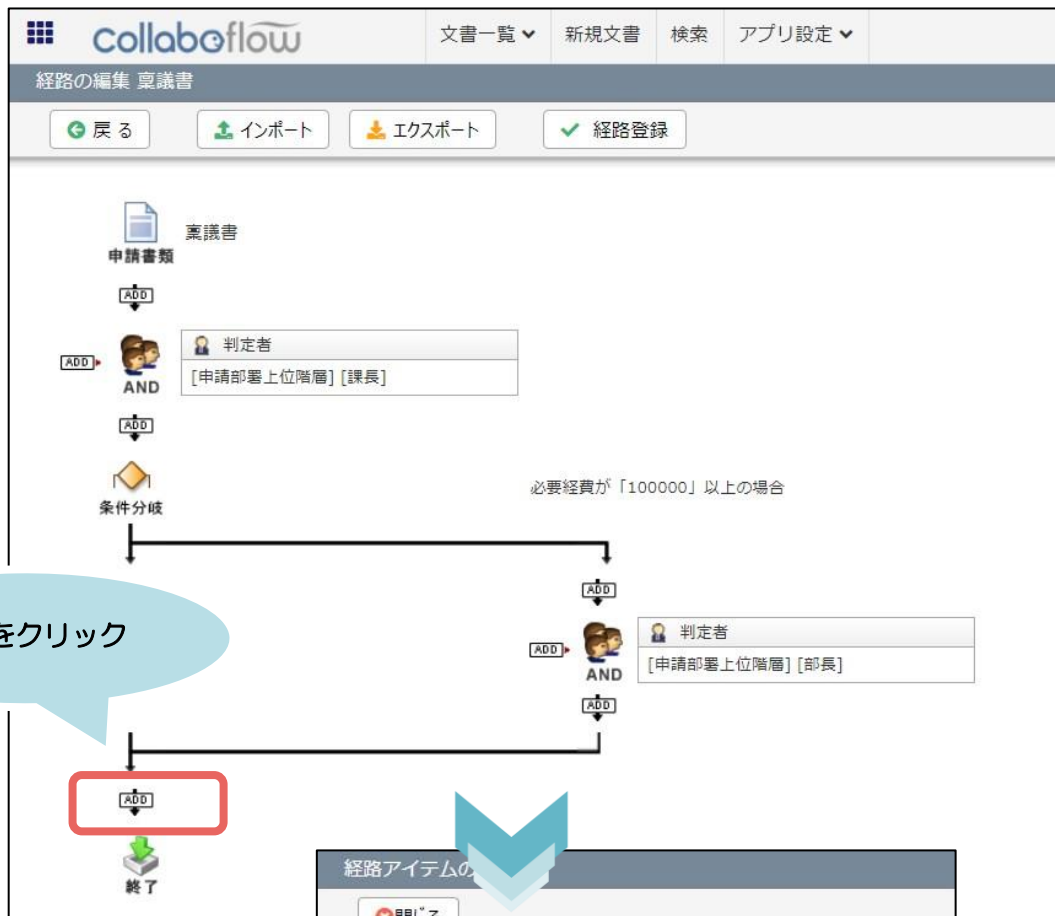 collaboflow
文書一覧 新規文書 検索 アプリ設定
経路の編集 稟議書
戻る インポート エクスポート 経路登録
稟議書
申請書類
ADD
判定者
ADD AND [申請部署上位階層] [課長]
ADD
条件分岐
必要経費が「100000」以上の場合
ADD
をクリック
判定者
ADD AND [申請部署上位階層] [部長]
ADD
ADD
終了
経路アイテムの
閉じる